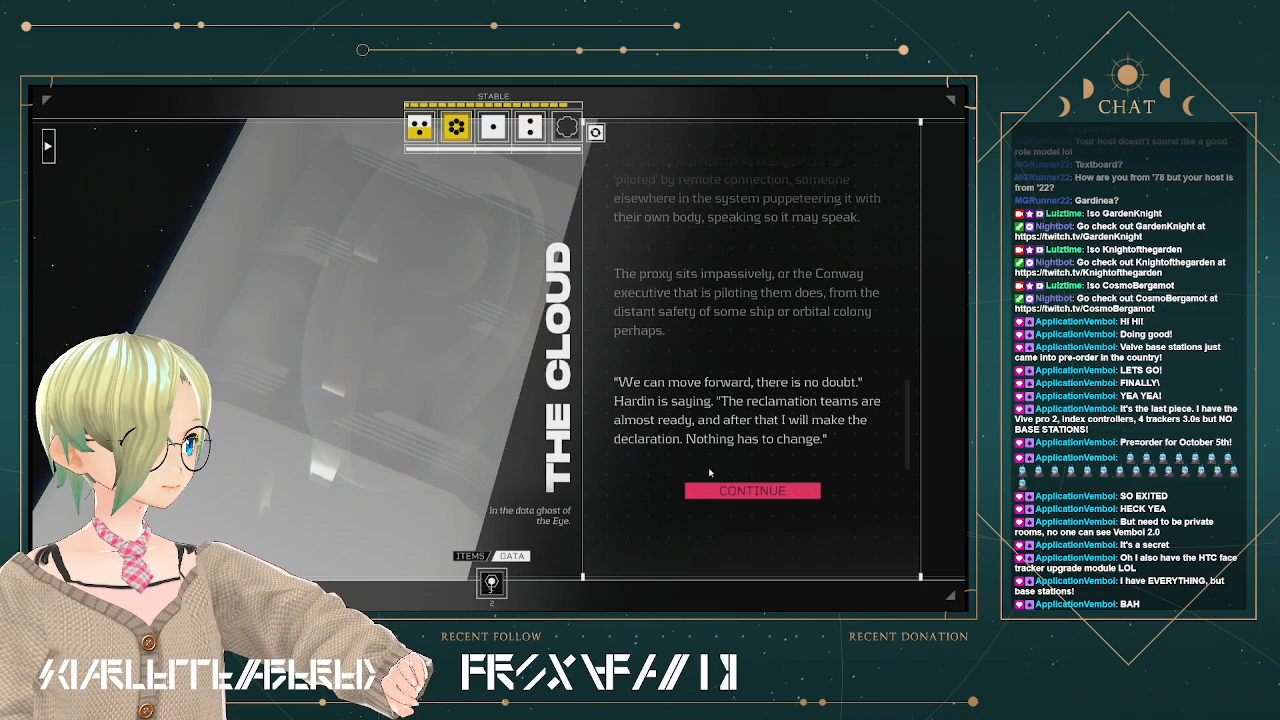 STABLE
'piloted' by remote connection, someone
elsewhere in the system puppeteering it with
their own body, speaking so it may speak.
The proxy sits impassively, or the Conway
executive that is piloting them does, from the
distant safety of some ship or orbital colony
perhaps.
"We can move forward, there is no doubt."
Hardin is saying. "The reclamation teams are
almost ready, and after that I will make the
declaration. Nothing has to change."
CONTINUE
THE CLOUD
In the data ghost of
the Eye.
ITEMS/ DATA
2
RECENT FOLLOW
RECENT DONATION
CHAT
MGRunner22: Your host doesn't sound like a good
role model lol
MGRunner22: Textboard?
MGRunner22: How are you from '78 but your host is
from '22?
MGRunner22: Gardinea?
Lulztime: !so GardenKnight
Nightbot: Go check out GardenKnight at
https://twitch.tv/GardenKnight
Lulztime: !so Knightofthegarden
Nightbot: Go check out Knightofthegarden at
https://twitch.tv/Knightofthegarden
Lulztime: !so CosmoBergamot
Nightbot: Go check out CosmoBergamot at
https://twitch.tv/CosmoBergamot
ApplicationVemboi: Hi Hi!
ApplicationVemboi: Doing good!
ApplicationVemboi: Valve base stations just
came into pre-order in the country!
ApplicationVemboi: LETS GO!
ApplicationVemboi: FINALLY\
ApplicationVemboi: YEA YEA!
ApplicationVemboi: It's the last piece. I have the
Vive pro 2, index controllers, 4 trackers 3.0s but NO
BASE STATIONS!
ApplicationVemboi: Pre=order for October 5th!
ApplicationVemboi:
ApplicationVemboi: SO EXITED
ApplicationVemboi: HECK YEA
ApplicationVemboi: But need to be private
rooms, no one can see Vemboi 2.0
ApplicationVemboi: It's a secret
ApplicationVemboi: Oh I also have the HTC face
tracker upgrade module LOL
ApplicationVemboi: I have EVERYTHING, but
base stations!
ApplicationVemboi: BAH